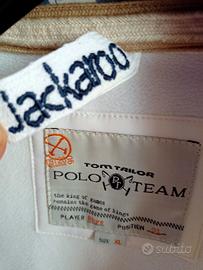 Jackaroo
TOM TAILOR
POLO PT TEAM
the king of games
remains the game of kings
PLAYER
POSITION
SIZE XL
subito